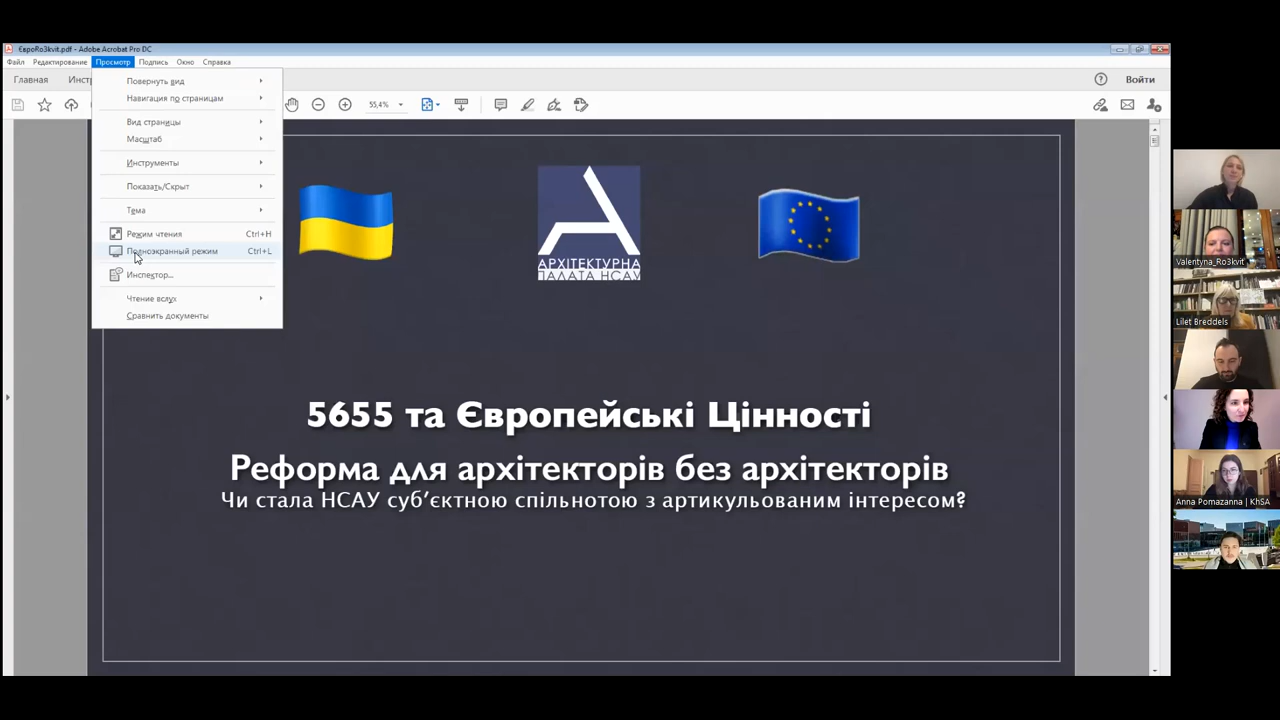 ЄвроRo3kvit.pdf - Adobe Acrobat Pro DC
Файл Редактирование Просмотр Подпись Окно Справка
Главная Инст
Войти
55,4%
Повернуть вид
Навигация по страницам
Вид страницы
Масштаб
Инструменты
Показать/Скрыт
Тема
Режим чтения Ctrl+H
Полноэкранный режим Ctrl+L
Инспектор...
Чтение вслух
Сравнить документы
АРХІТЕКТУРНА
ПАЛАТА НСАУ
5655 та Європейські Цінності
Реформа для архітекторів без архітекторів
Чи стала НСАУ суб’єктною спільнотою з артикульованим інтересом?
Valentyna_Ro3kvit
Lilet Breddels
Anna Pomazanna | KhSA